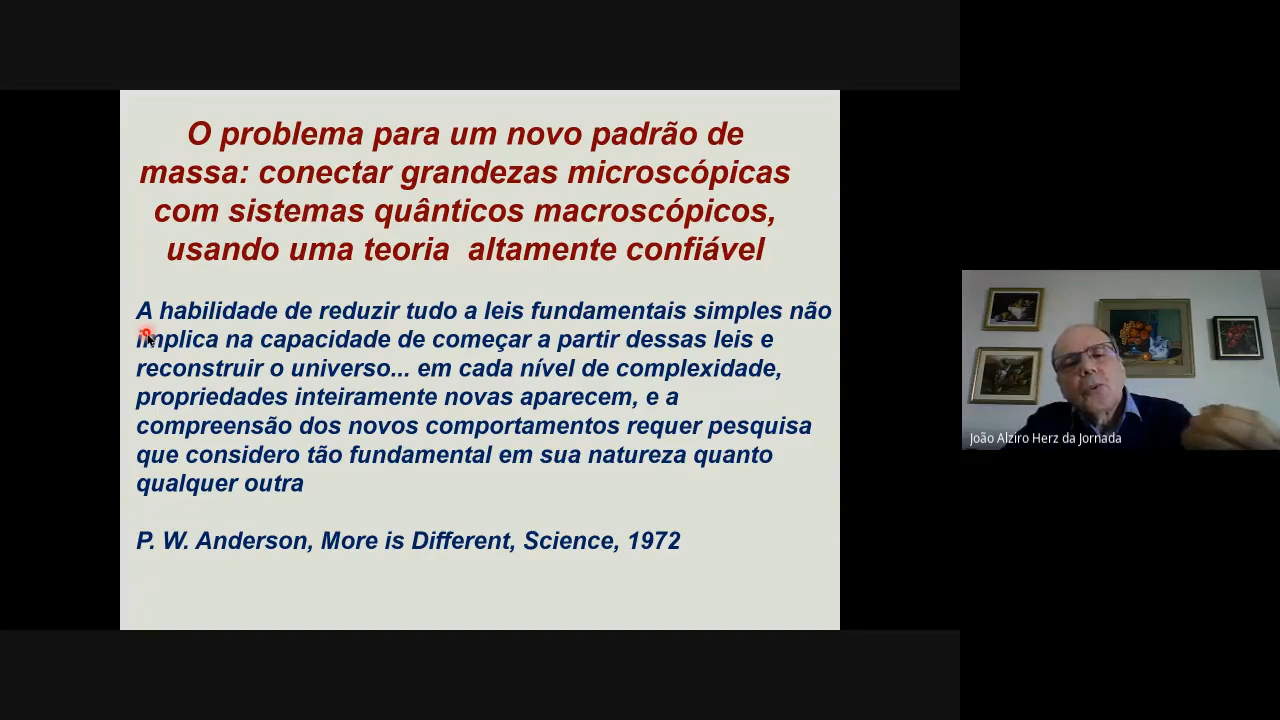 O problema para um novo padrão de
massa: conectar grandezas microscópicas
com sistemas quânticos macroscópicos,
usando uma teoria altamente confiável
A habilidade de reduzir tudo a leis fundamentais simples não
implica na capacidade de começar a partir dessas leis e
reconstruir o universo... em cada nível de complexidade,
propriedades inteiramente novas aparecem, e a
compreensão dos novos comportamentos requer pesquisa
que considero tão fundamental em sua natureza quanto
qualquer outra
P. W. Anderson, More is Different, Science, 1972
João Alziro Herz da Jornada